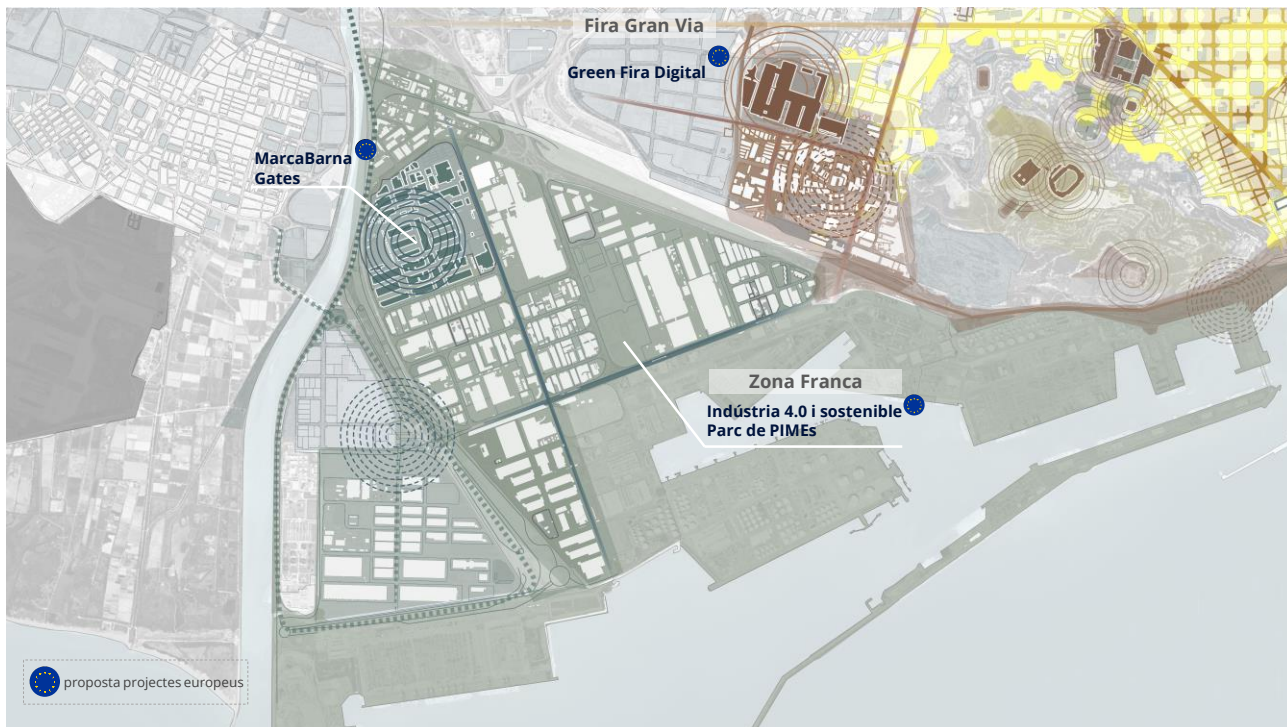 Fira Gran Via
Green Fira Digital
MarcaBarna
Gates
Zona Franca
Indústria 4.0 i sostenible
Parc de PIMEs
proposta projectes europeus